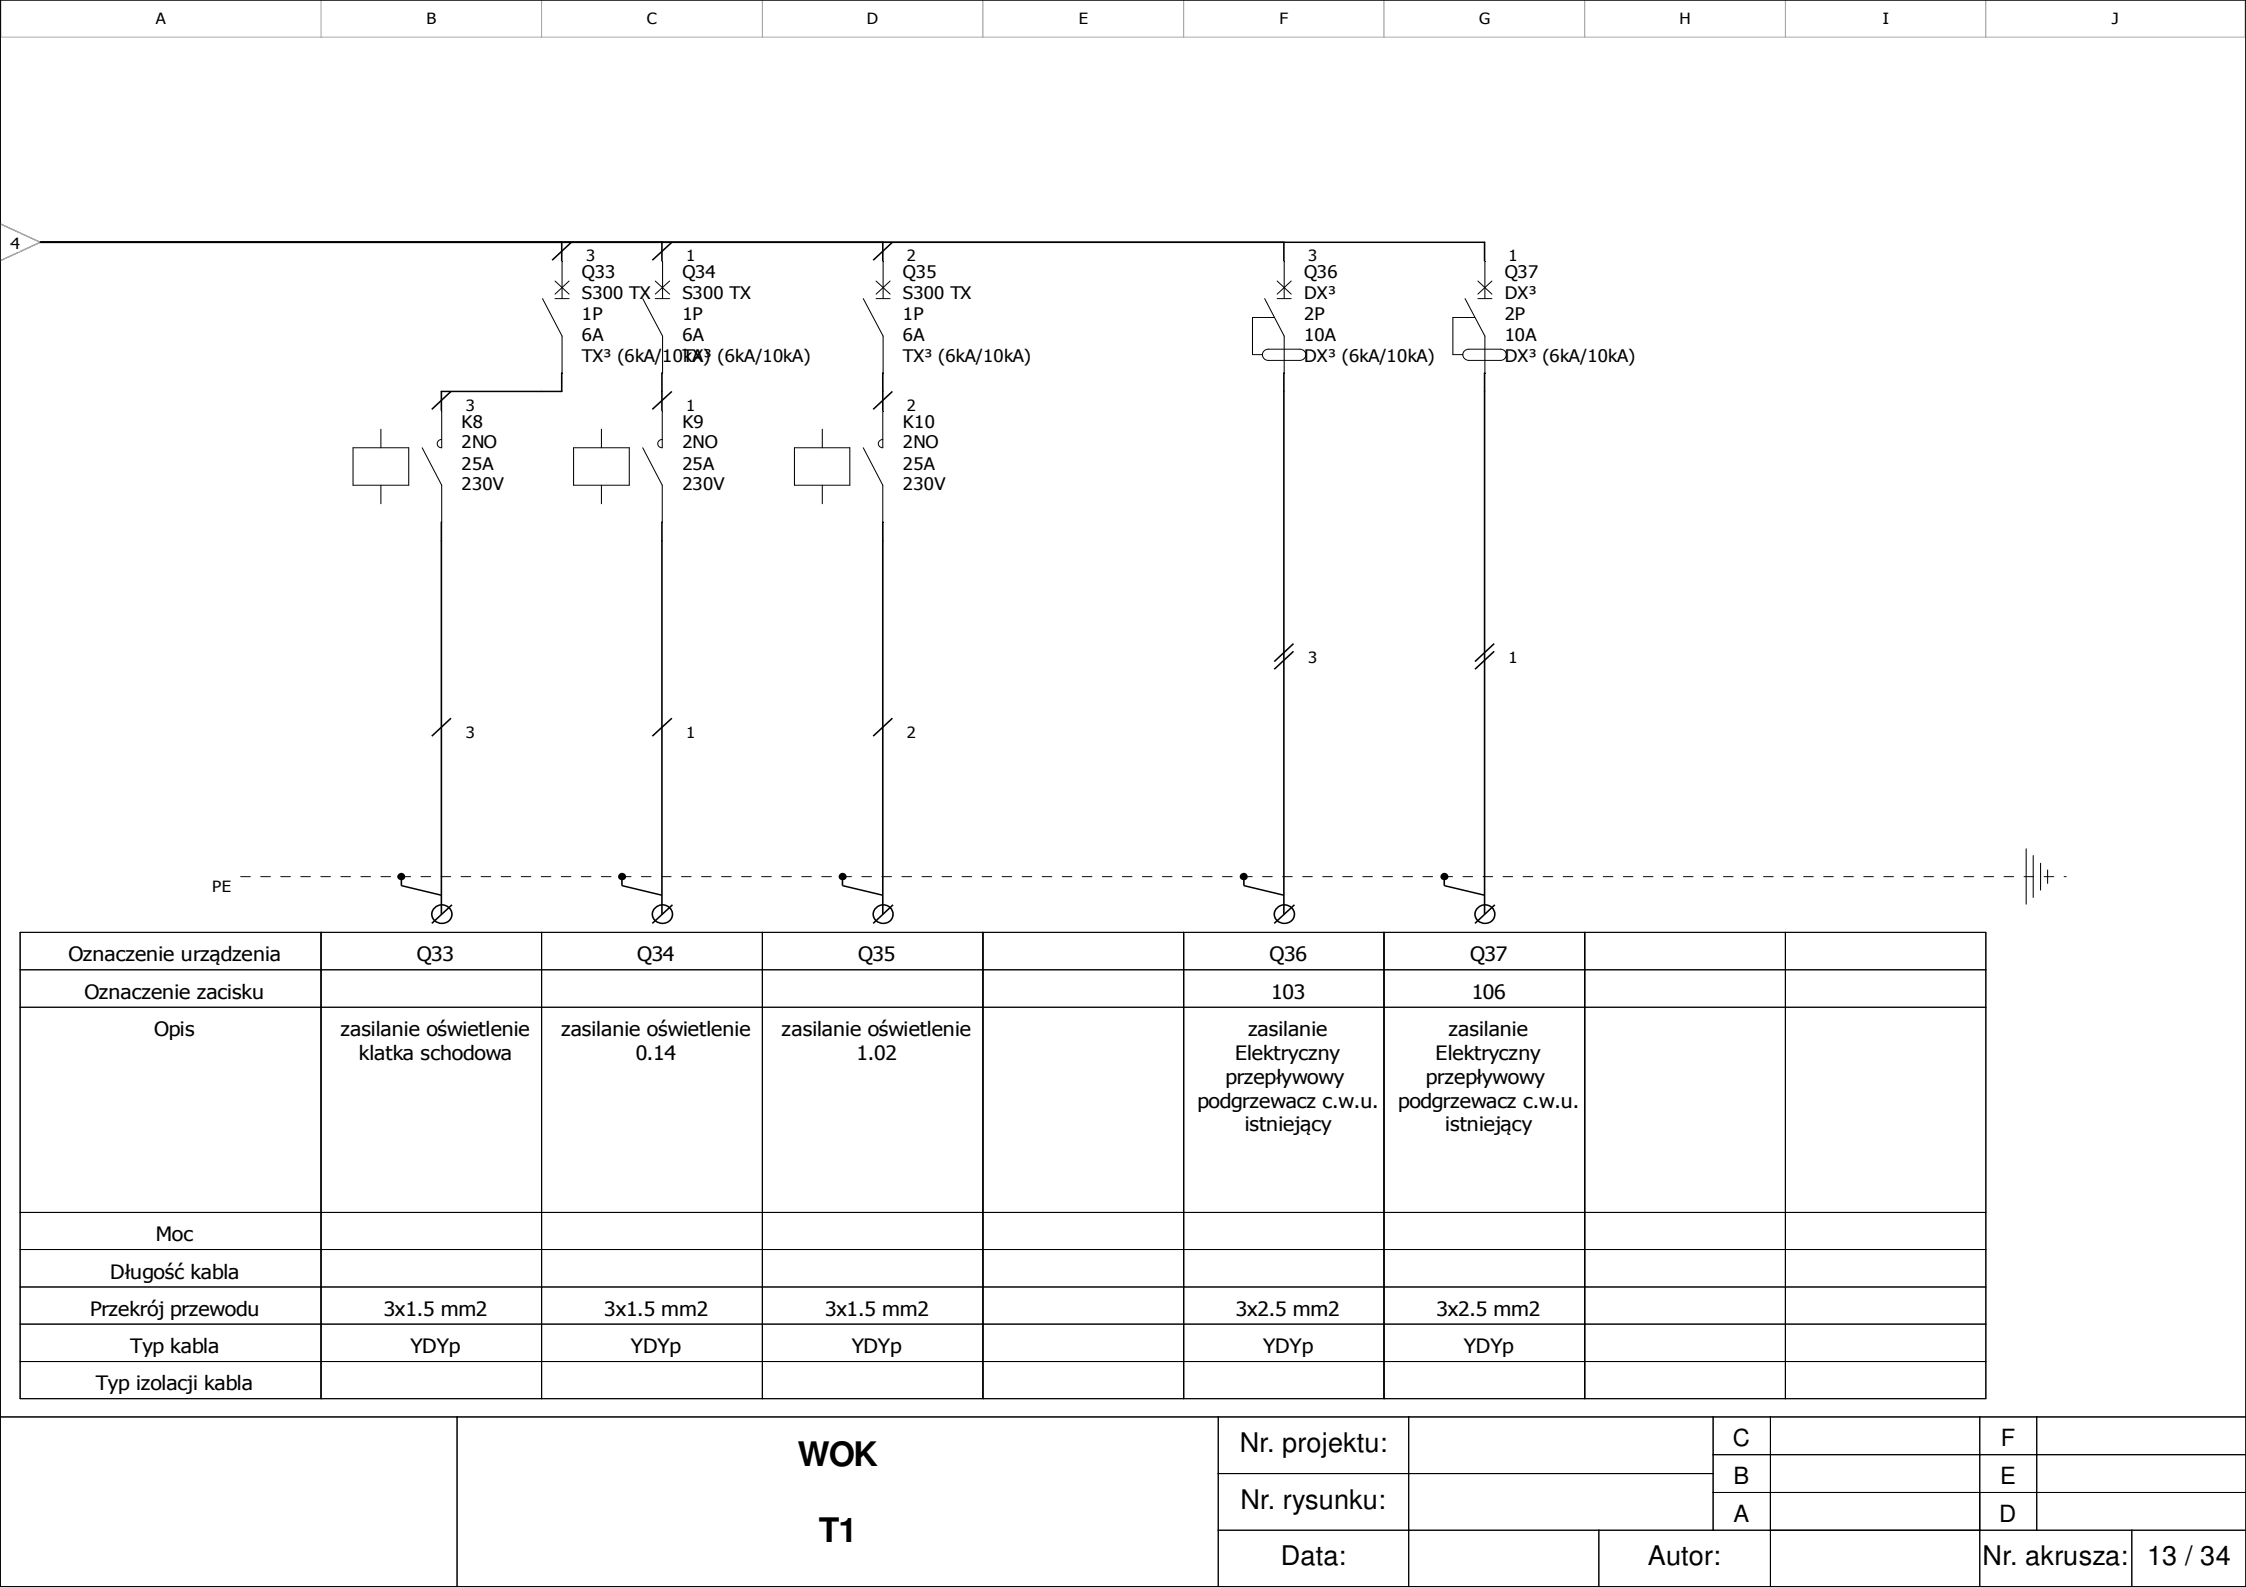 A B C D E F G H I J
4
3 1 2 3 1
Q33 Q34 Q35 Q36 Q37
S300 TX S300 TX S300 TX DX³ DX³
1P 1P 1P 2P 2P
6A 6A 6A 10A 10A
TX³ (6kA/10kA) TX³ (6kA/10kA) TX³ (6kA/10kA) DX³ (6kA/10kA) DX³ (6kA/10kA)
3 1 2
K8 K9 K10
2NO 2NO 2NO
25A 25A 25A
230V 230V 230V
3 1
3 1 2
PE
Oznaczenie urządzenia Q33 Q34 Q35 Q36 Q37
Oznaczenie zacisku 103 106
Opis zasilanie oświetlenie zasilanie oświetlenie zasilanie oświetlenie zasilanie zasilanie
klatka schodowa 0.14 1.02 Elektryczny Elektryczny
przepływowy przepływowy
podgrzewacz c.w.u. podgrzewacz c.w.u.
istniejący istniejący
Moc
Długość kabla
Przekrój przewodu 3x1.5 mm2 3x1.5 mm2 3x1.5 mm2 3x2.5 mm2 3x2.5 mm2
Typ kabla YDYp YDYp YDYp YDYp YDYp
Typ izolacji kabla
WOK
T1
Nr. projektu: C F
B E
Nr. rysunku:
A D
Data: Autor: Nr. akrusza: 13 / 34